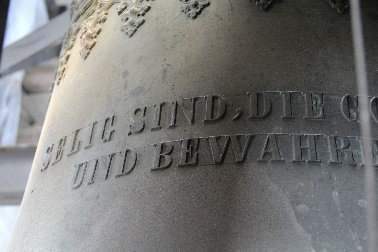 SELIG SIND, DIE
UND BEWAHRE